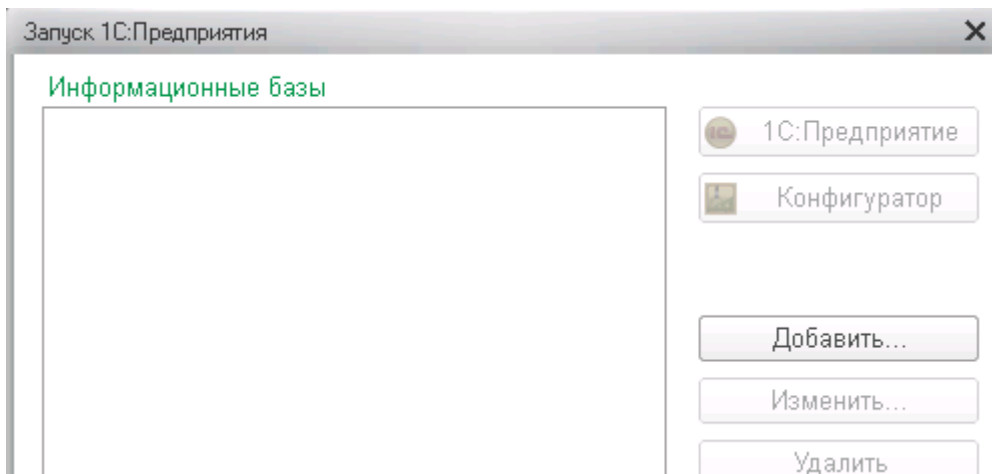 Запуск 1С:Предприятия
Информационные базы
1С:Предприятие
Конфигуратор
Добавить...
Изменить...
Удалить